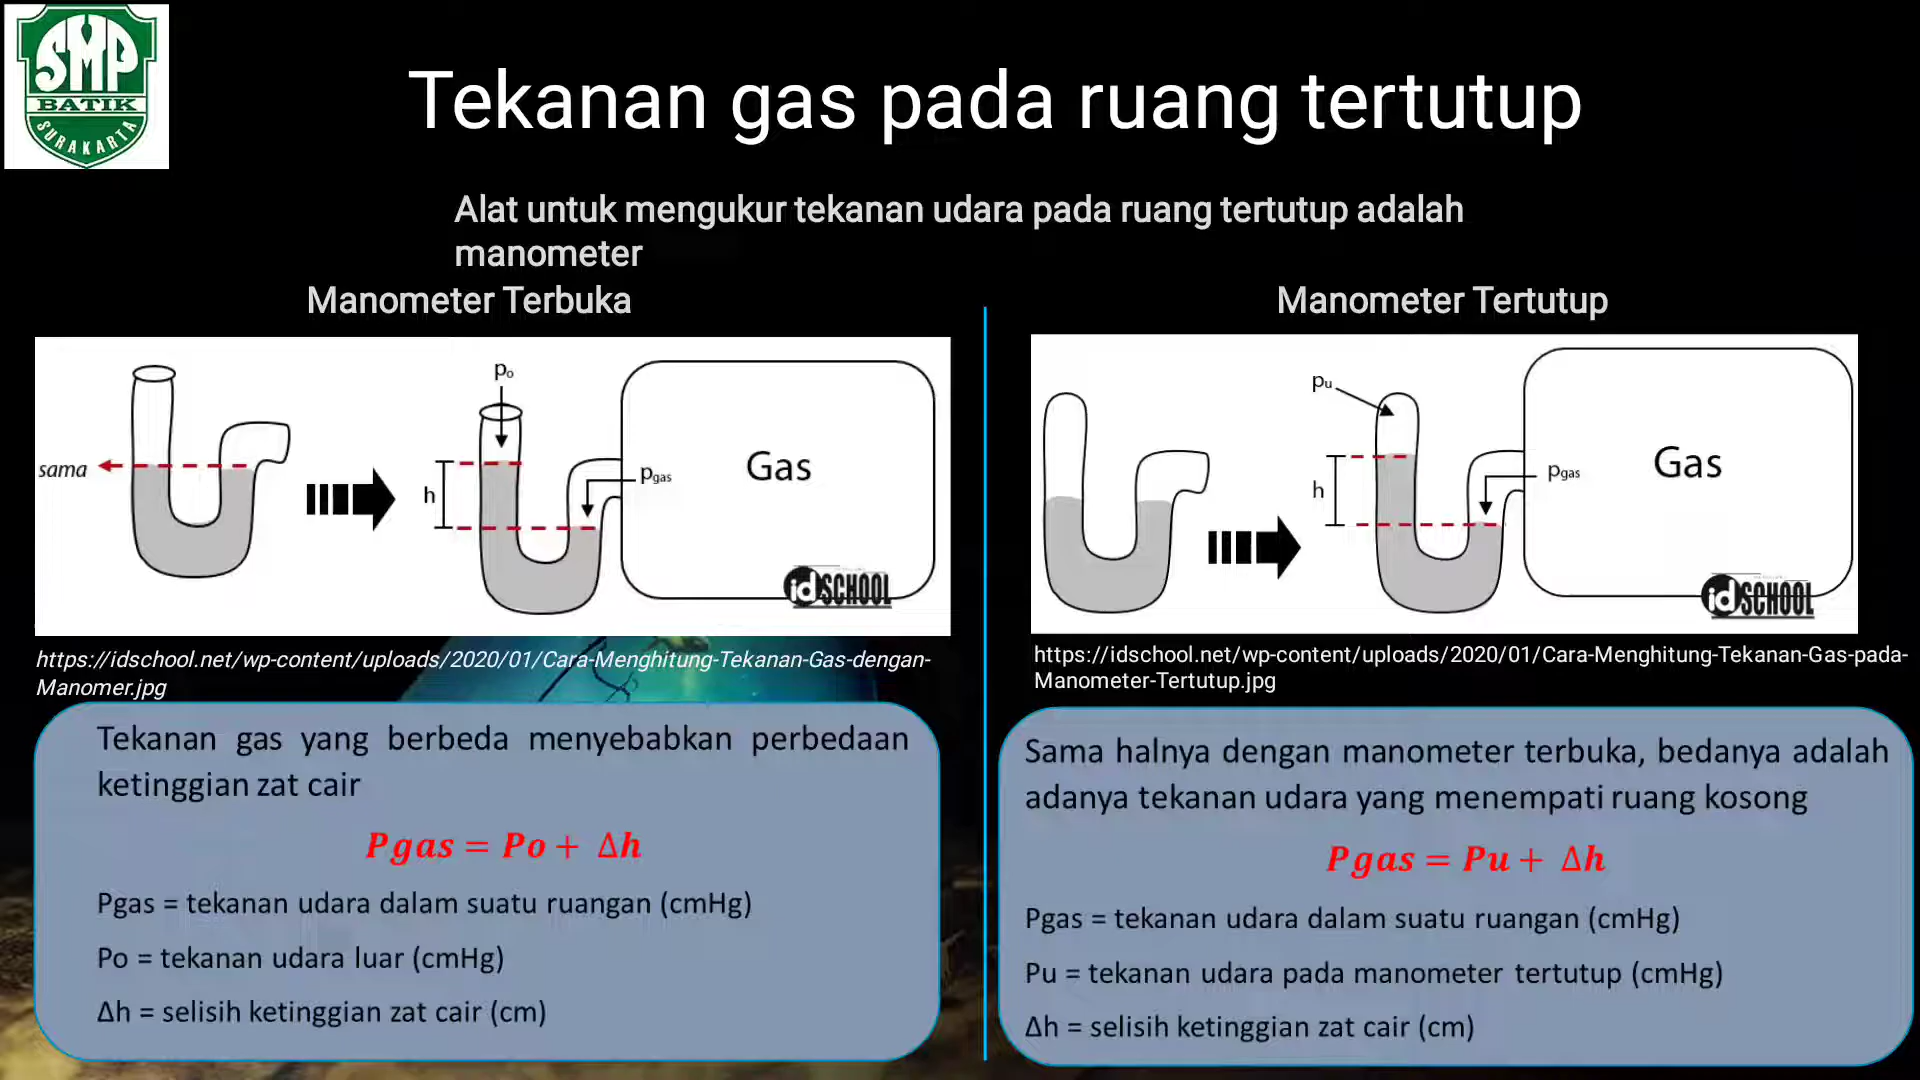 SMP
BATIK
SURAKARTA
Tekanan gas pada ruang tertutup
Alat untuk mengukur tekanan udara pada ruang tertutup adalah
manometer
Manometer Terbuka
sama
po
h
pgas
Gas
idSCHOOL
https://idschool.net/wp-content/uploads/2020/01/Cara-Menghitung-Tekanan-Gas-dengan-
Manomer.jpg
Tekanan gas yang berbeda menyebabkan perbedaan
ketinggian zat cair
Pgas = Po + Δh
Pgas = tekanan udara dalam suatu ruangan (cmHg)
Po = tekanan udara luar (cmHg)
Δh = selisih ketinggian zat cair (cm)
Manometer Tertutup
pu
h
pgas
Gas
idSCHOOL
https://idschool.net/wp-content/uploads/2020/01/Cara-Menghitung-Tekanan-Gas-pada-
Manometer-Tertutup.jpg
Sama halnya dengan manometer terbuka, bedanya adalah
adanya tekanan udara yang menempati ruang kosong
Pgas = Pu + Δh
Pgas = tekanan udara dalam suatu ruangan (cmHg)
Pu = tekanan udara pada manometer tertutup (cmHg)
Δh = selisih ketinggian zat cair (cm)